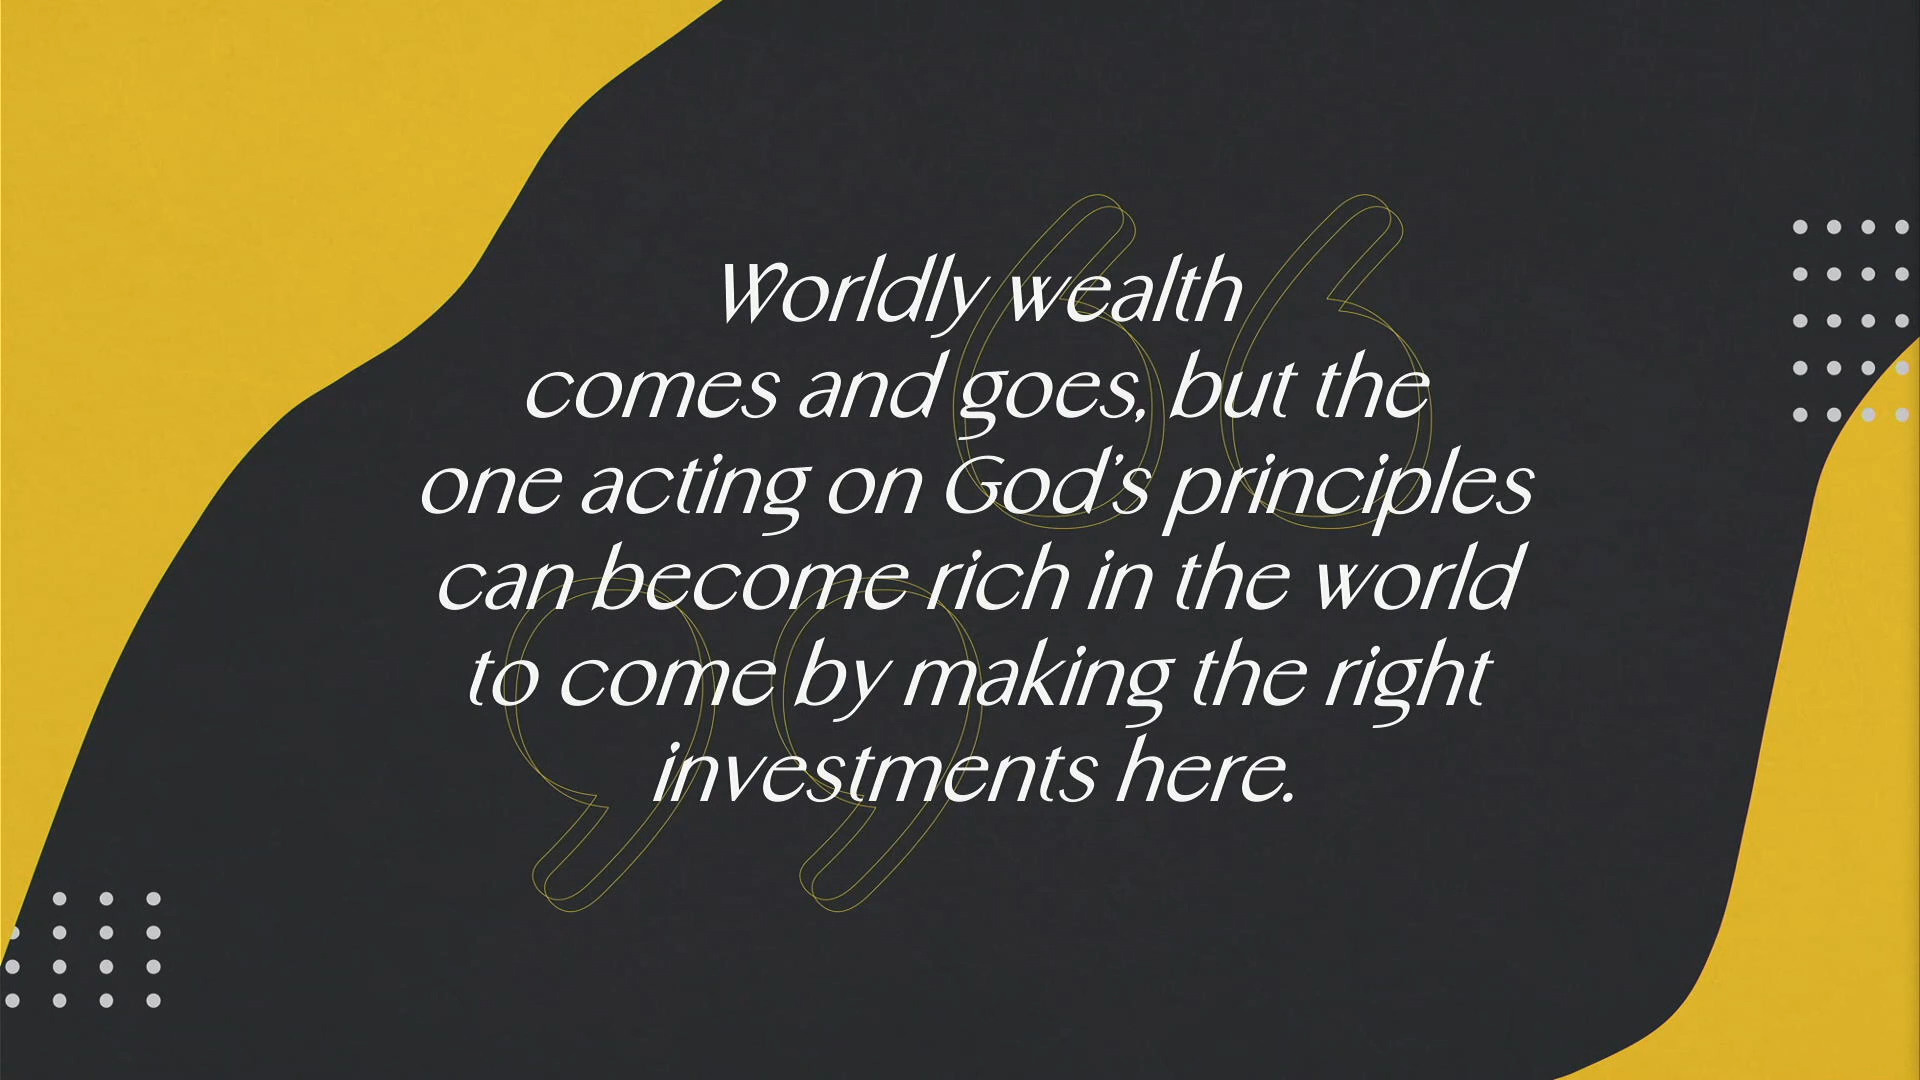 Worldly wealth
comes and goes, but the
one acting on God’s principles
can become rich in the world
to come by making the right
investments here.